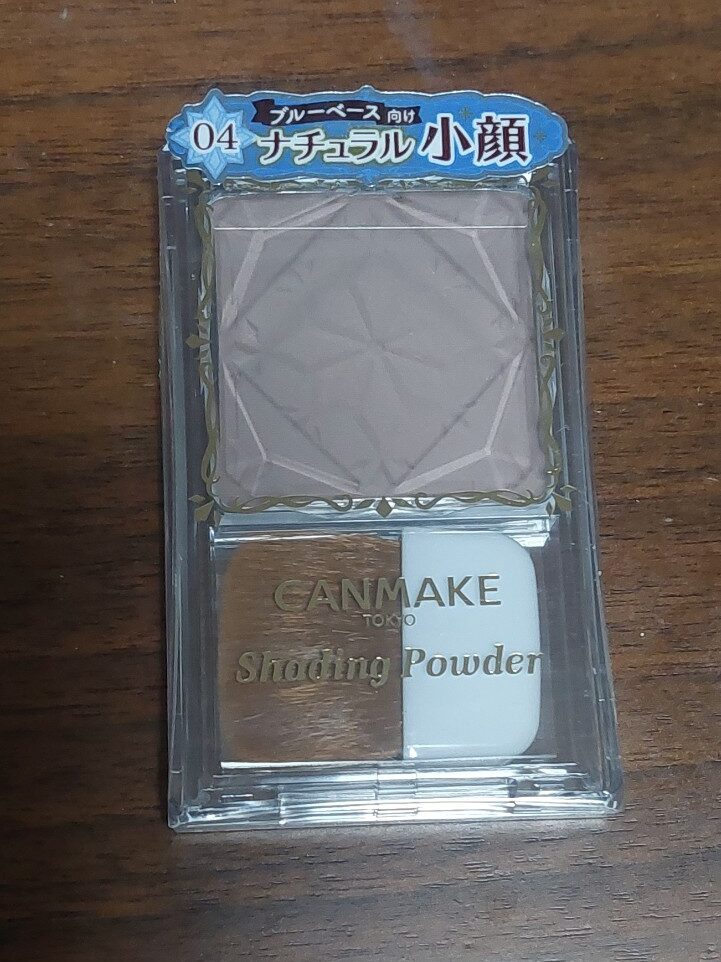 04
ブルーベース 向け
ナチュラル 小顔
CANMAKE
TOKYO
Shading Powder